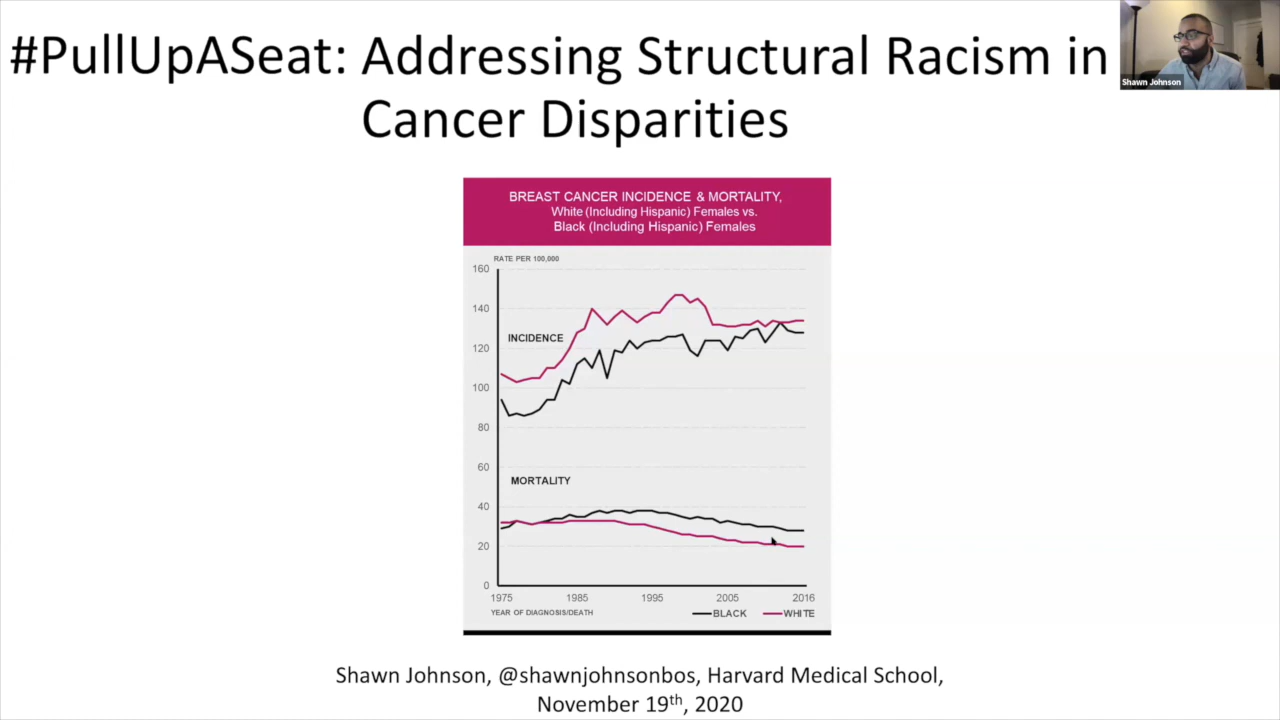 #PullUpASeat: Addressing Structural Racism in
Cancer Disparities
Shawn Johnson
BREAST CANCER INCIDENCE & MORTALITY,
White (Including Hispanic) Females vs.
Black (Including Hispanic) Females
RATE PER 100,000
160
140
INCIDENCE
120
100
80
60
MORTALITY
40
20
0
1975 1985 1995 2005 2016
YEAR OF DIAGNOSIS/DEATH BLACK WHITE
Shawn Johnson, @shawnjohnsonbos, Harvard Medical School,
November 19th, 2020